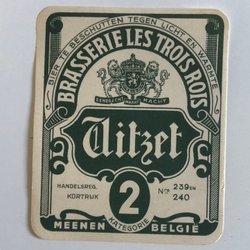 BIER TE BESCHUTTEN TEGEN LICHT EN WARMTE
BRASSERIE LES TROIS ROIS
EENDRACHT MAAKT MACHT
Uitzet
HANDELSREG. KORTRIJK
2
Nos 239 EN 240
KATEGORIE
MEENEN BELGIË